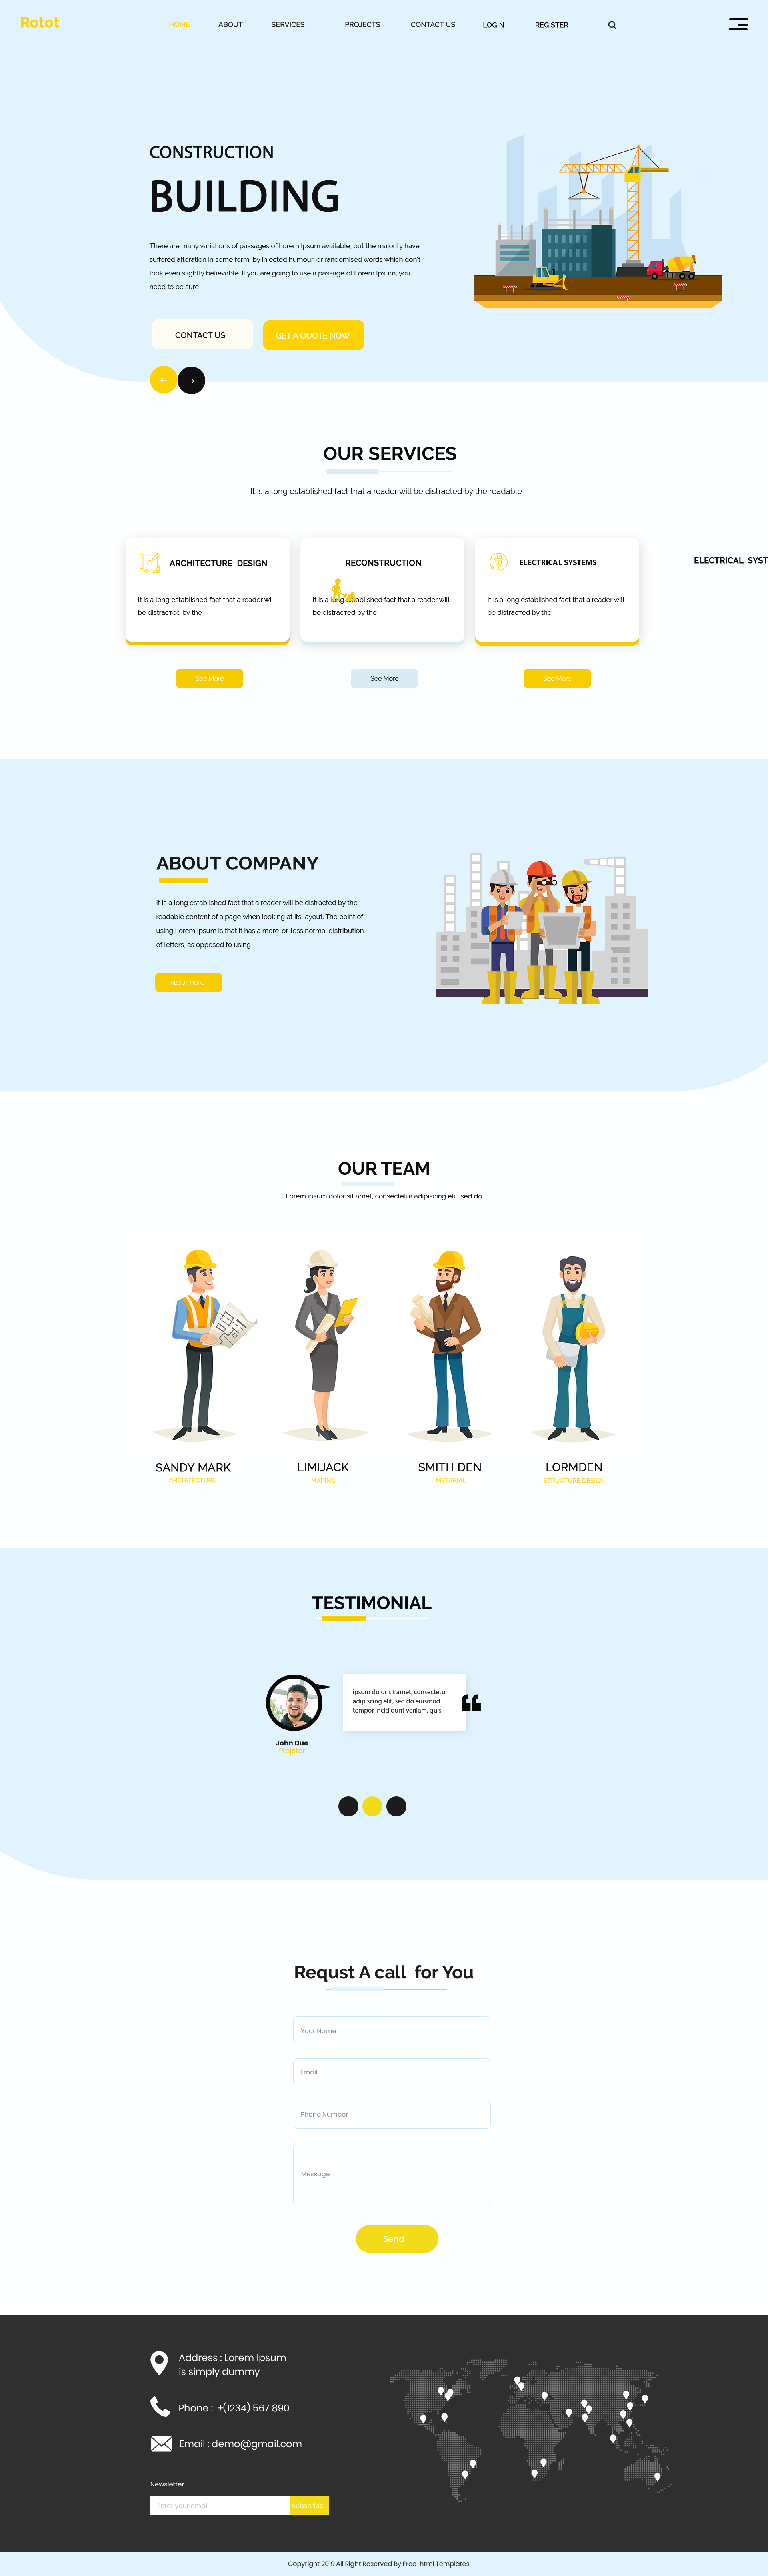 Rotot
HOME ABOUT SERVICES PROJECTS CONTACT US LOGIN REGISTER
CONSTRUCTION
BUILDING
There are many variations of passages of Lorem Ipsum available, but the majority have
suffered alteration in some form, by injected humour, or randomised words which don't
look even slightly believable. If you are going to use a passage of Lorem Ipsum, you
need to be sure
CONTACT US
GET A QUOTE NOW
OUR SERVICES
It is a long established fact that a reader will be distracted by the readable
ARCHITECTURE DESIGN
It is a long established fact that a reader will
be distracted by the
See More
RECONSTRUCTION
It is a long established fact that a reader will
be distracted by the
See More
ELECTRICAL SYSTEMS
It is a long established fact that a reader will
be distracted by the
See More
ELECTRICAL SYST
ABOUT COMPANY
It is a long established fact that a reader will be distracted by the
readable content of a page when looking at its layout. The point of
using Lorem Ipsum is that it has a more-or-less normal distribution
of letters, as opposed to using
ABOUT MORE
OUR TEAM
Lorem ipsum dolor sit amet, consectetur adipiscing elit, sed do
SANDY MARK
ARCHITECTURE
LIMIJACK
MAPING
SMITH DEN
METARIAL
LORMDEN
STRUCTURE DESIGN
TESTIMONIAL
ipsum dolor sit amet, consectetur
adipiscing elit, sed do eiusmod
tempor incididunt veniam, quis
John Due
Projotor
Requst A call for You
Your Name
Email
Phone Number
Message
Send
Address : Lorem Ipsum
is simply dummy
Phone : +(1234) 567 890
Email : demo@gmail.com
Newsletter
Enter your email
Subscribe
Copyright 2019 All Right Reserved By Free html Templates